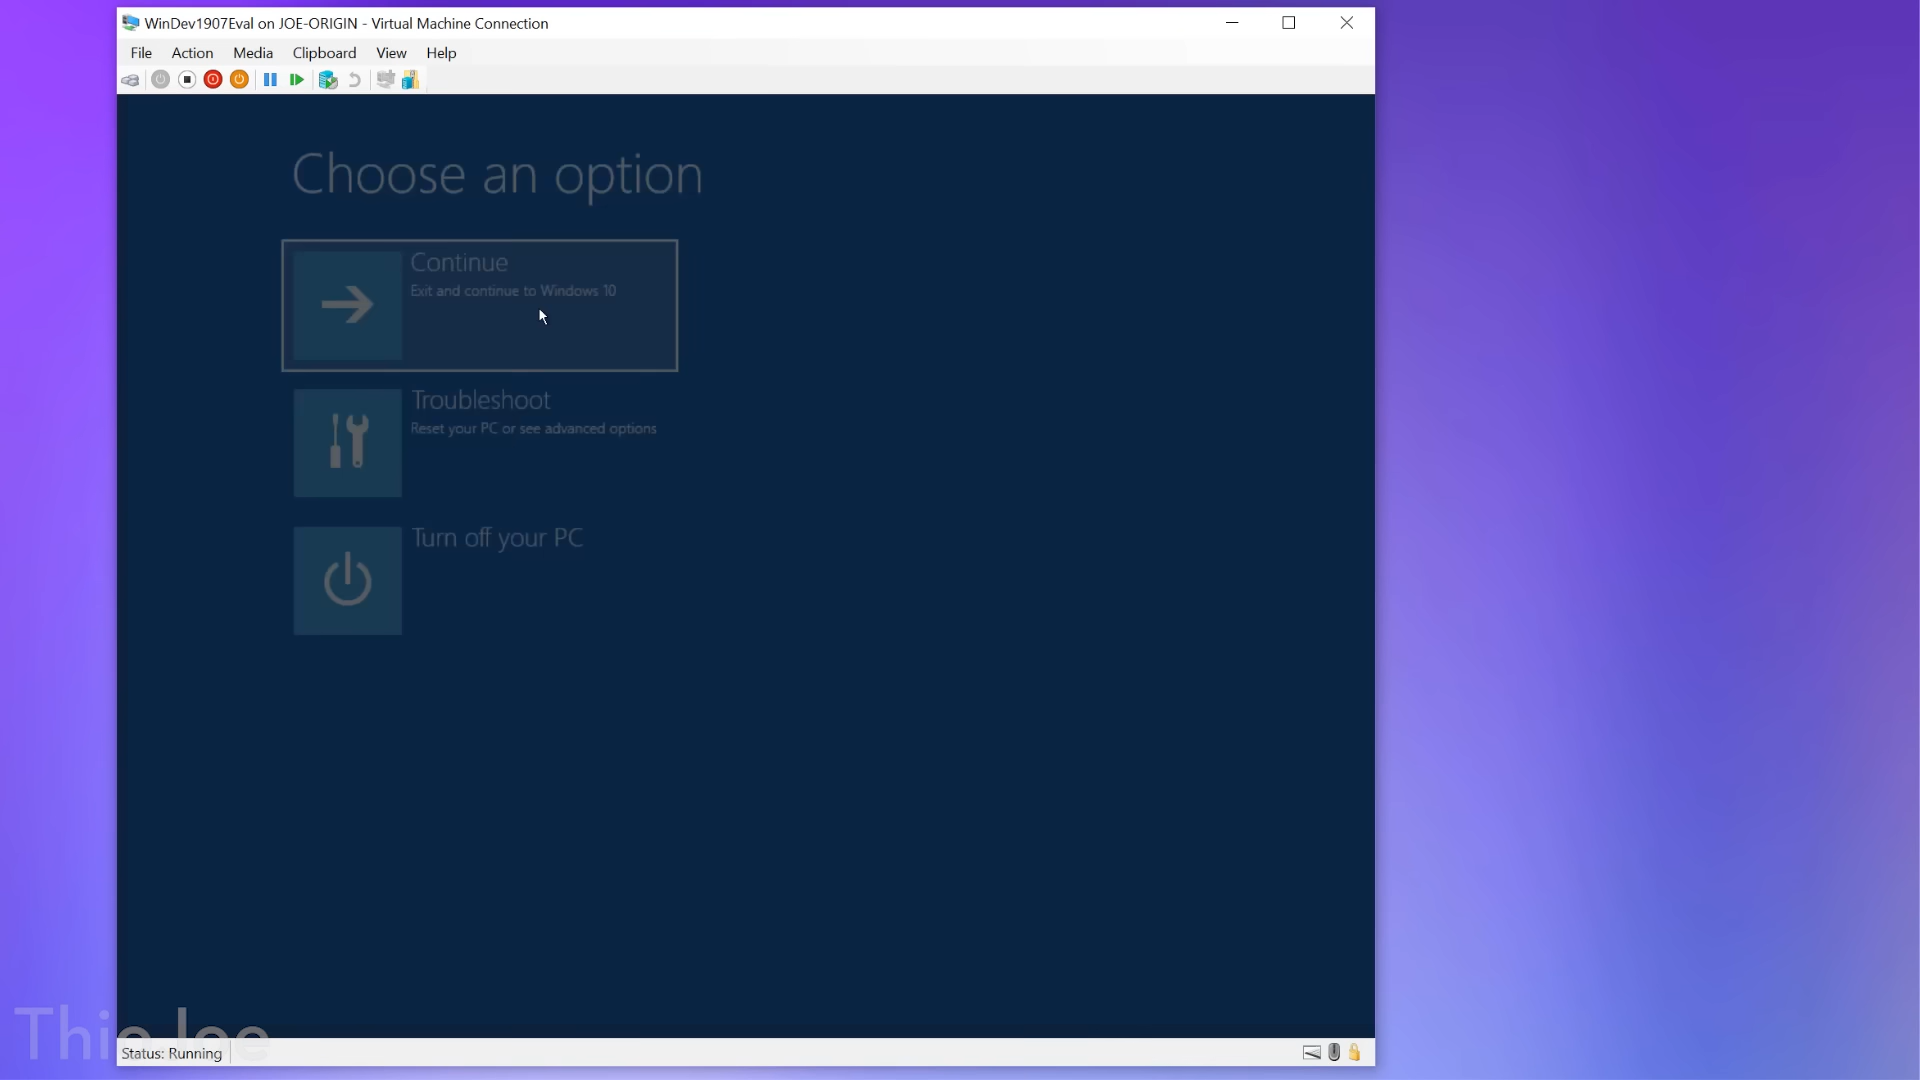 WinDev1907Eval on JOE-ORIGIN - Virtual Machine Connection
File Action Media Clipboard View Help
Choose an option
Continue
Exit and continue to Windows 10
Troubleshoot
Reset your PC or see advanced options
Turn off your PC
ThioJoe
Status: Running